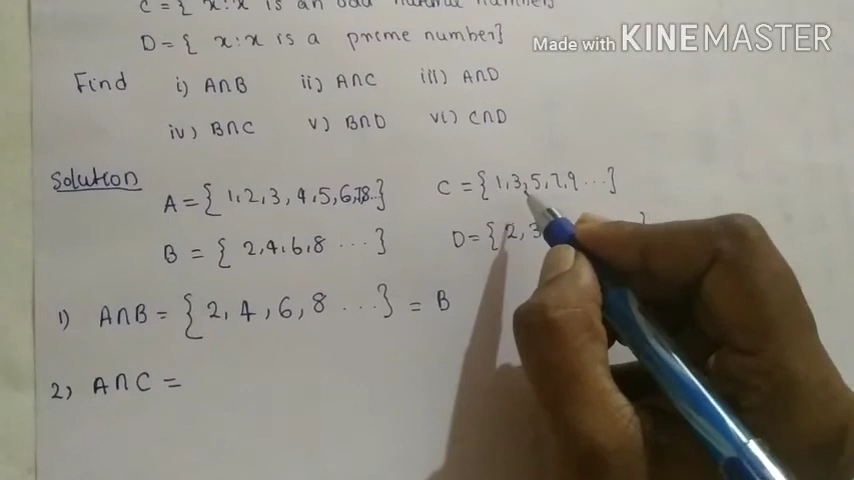 C = { x : x is an odd natural numbers
D = { x : x is a prime number}
Made with KINEMASTER
Find i) A∩B ii) A∩C iii) A∩D
iv) B∩C v) B∩D vi) C∩D
Solution
A = { 1, 2, 3, 4, 5, 6, 7, 8...} C = { 1, 3, 5, 7, 9 ... }
B = { 2, 4, 6, 8 ... } D = { 2, 3 }
1) A∩B = { 2, 4, 6, 8 ... } = B
2) A∩C =